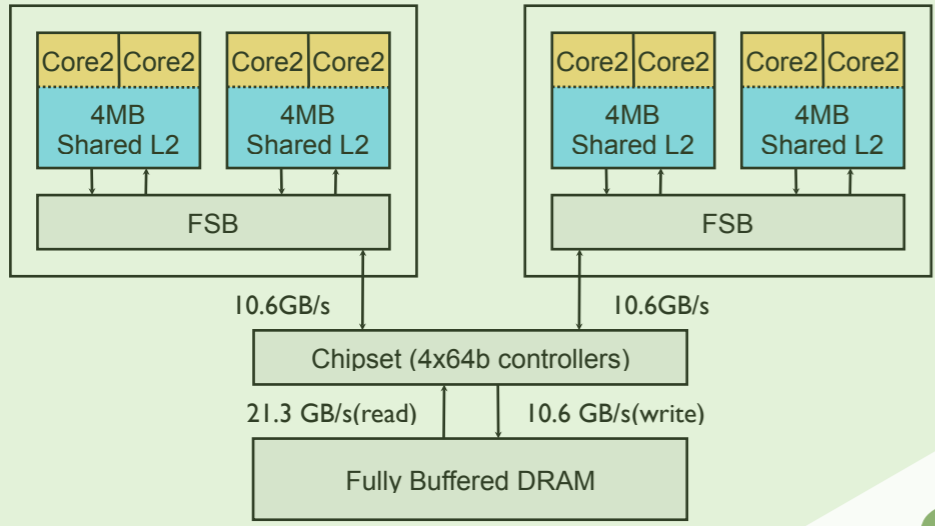 Core2 Core2 Core2 Core2 Core2 Core2 Core2 Core2
4MB 4MB 4MB 4MB
Shared L2 Shared L2 Shared L2 Shared L2
FSB FSB
10.6GB/s 10.6GB/s
Chipset (4x64b controllers)
21.3 GB/s(read) 10.6 GB/s(write)
Fully Buffered DRAM